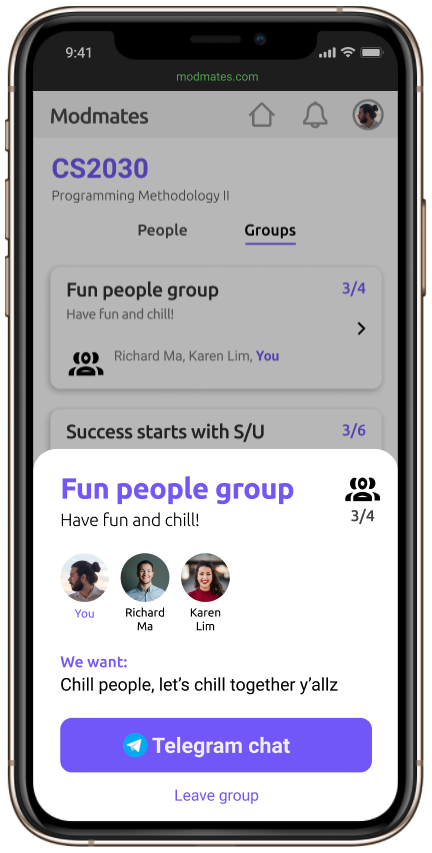 9:41
modmates.com
Modmates
CS2030
Programming Methodology II
People Groups
Fun people group 3/4
Have fun and chill!
Richard Ma, Karen Lim, You
Success starts with S/U 3/6
Fun people group
3/4
Have fun and chill!
You Richard Karen
Ma Lim
We want:
Chill people, let's chill together y'allz
Telegram chat
Leave group